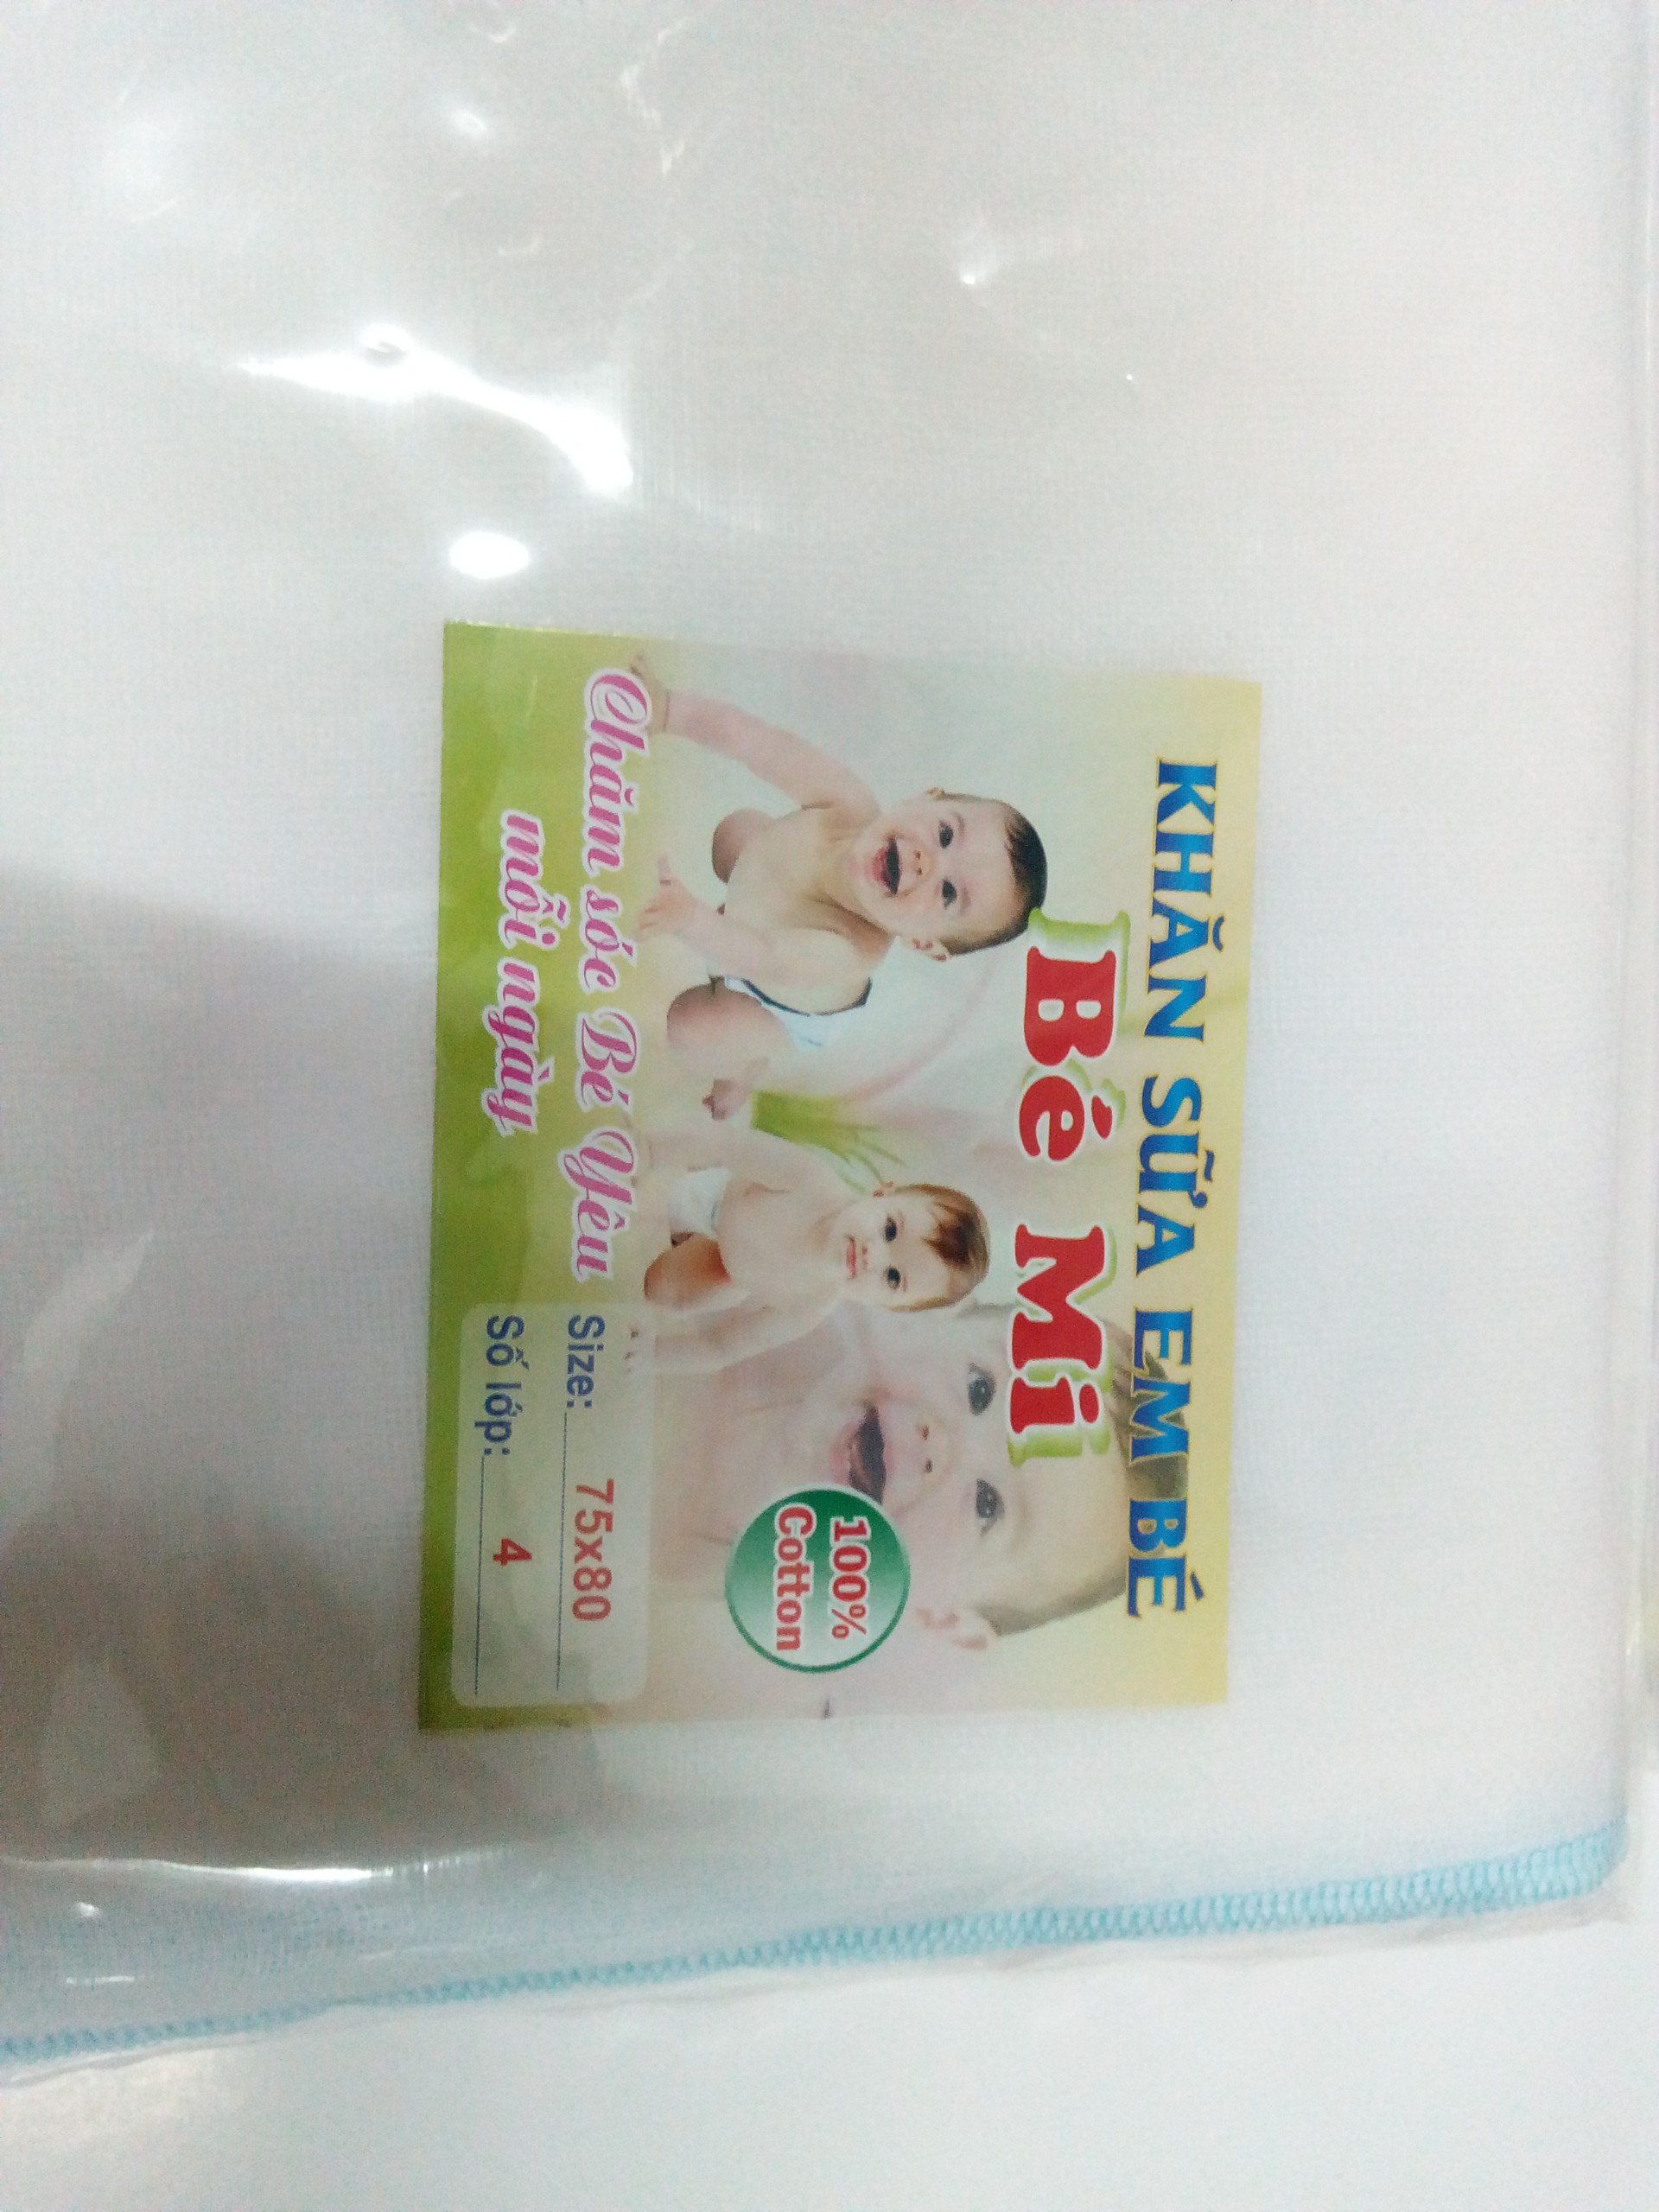 KHĂN SỮA EM BÉ
Bé Mi
100%
Cotton
Chăm sóc Bé Yêu
mỗi ngày
Size: 75x80
Số lớp: 4